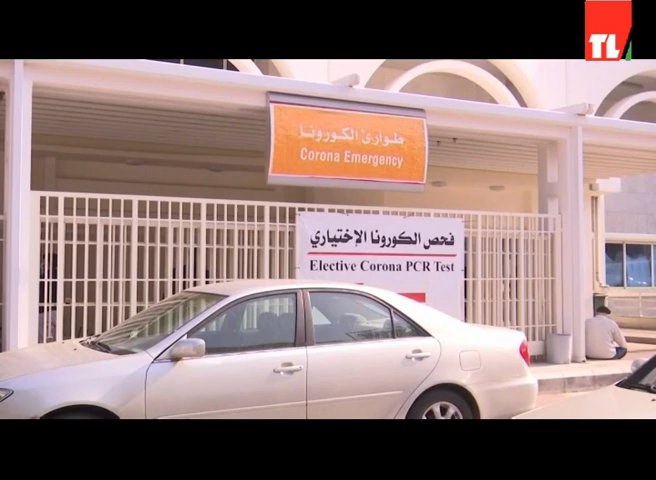 TL
طوارئ الكورونا
Corona Emergency
فحص الكورونا الإختياري
Elective Corona PCR Test